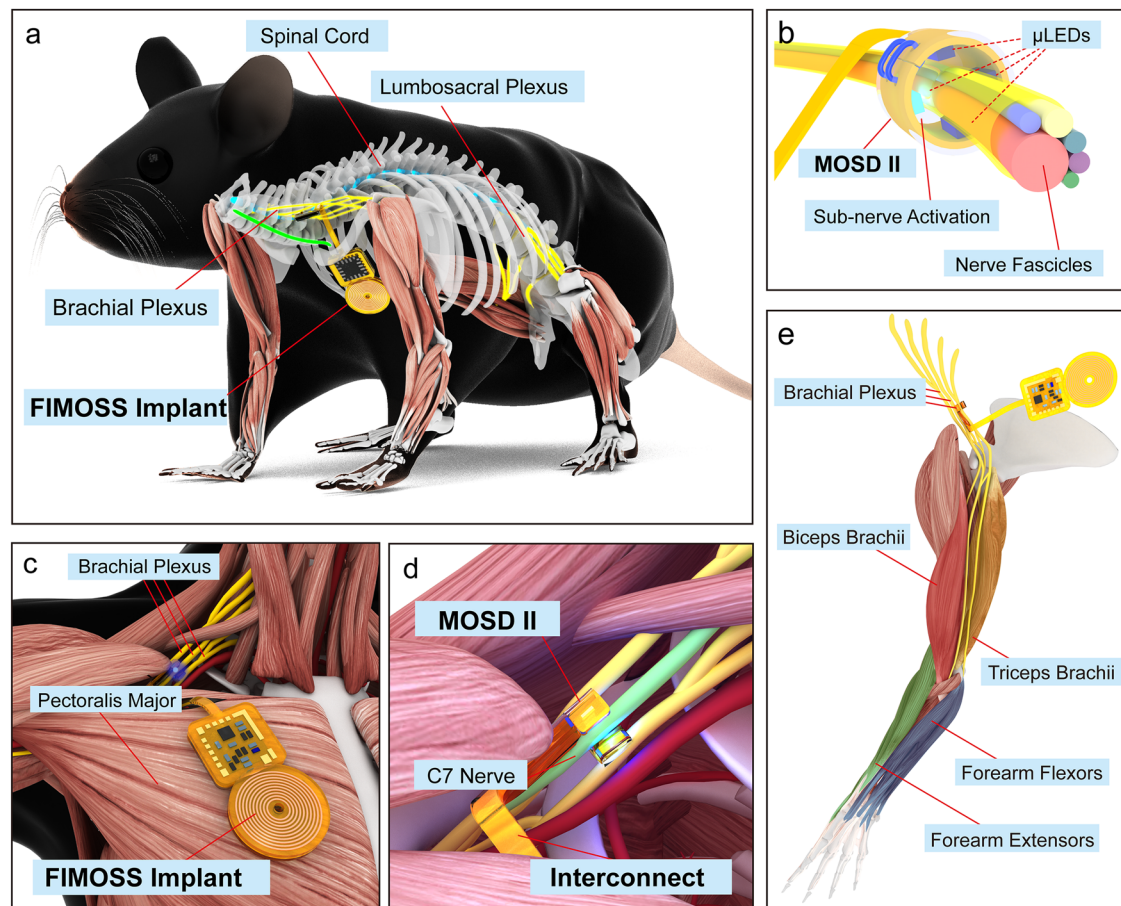 a
Spinal Cord
Lumbosacral Plexus
Brachial Plexus
FIMOSS Implant
b
µLEDs
MOSD II
Sub-nerve Activation
Nerve Fascicles
c
Brachial Plexus
Pectoralis Major
FIMOSS Implant
d
MOSD II
C7 Nerve
Interconnect
e
Brachial Plexus
Biceps Brachii
Triceps Brachii
Forearm Flexors
Forearm Extensors